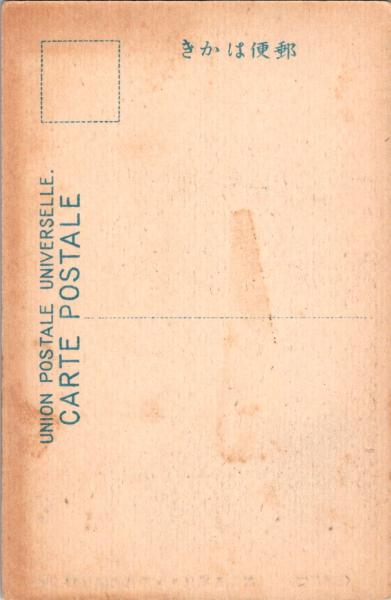 郵便はかき
UNION POSTALE UNIVERSELLE.
CARTE POSTALE